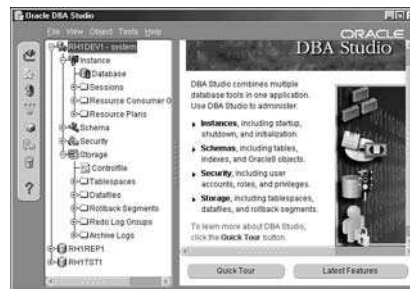 Oracle DBA Studio
File View Object Tools Help
ORACLE
DBA Studio
RH1DEV1 - system
Instance
Database
Sessions
Resource Consumer G
Resource Plans
Schema
Security
Storage
Controlfile
Tablespaces
Datafiles
Rollback Segments
Redo Log Groups
Archive Logs
RH1REP1
RH1TST1
DBA Studio combines multiple
database tools in one application.
Use DBA Studio to administer:
Instances, including startup,
shutdown, and initialization.
Schemas, including tables,
indexes, and Oracle8 objects.
Security, including user
accounts, roles, and privileges.
Storage, including tablespaces,
datafiles, and rollback segments.
To learn more about DBA Studio,
click the Quick Tour button.
Quick Tour
Latest Features